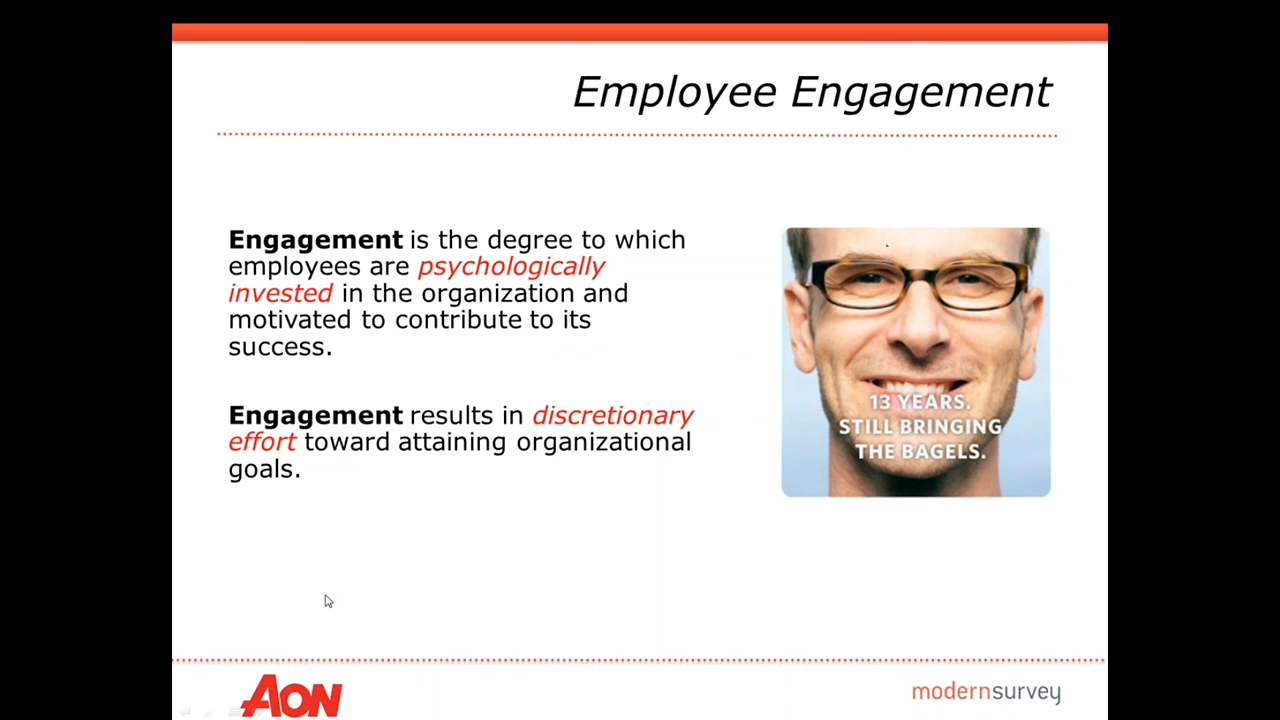 Employee Engagement
Engagement is the degree to which
employees are psychologically
invested in the organization and
motivated to contribute to its
success.
Engagement results in discretionary
effort toward attaining organizational
goals.
13 YEARS.
STILL BRINGING
THE BAGELS.
AON
modernsurvey